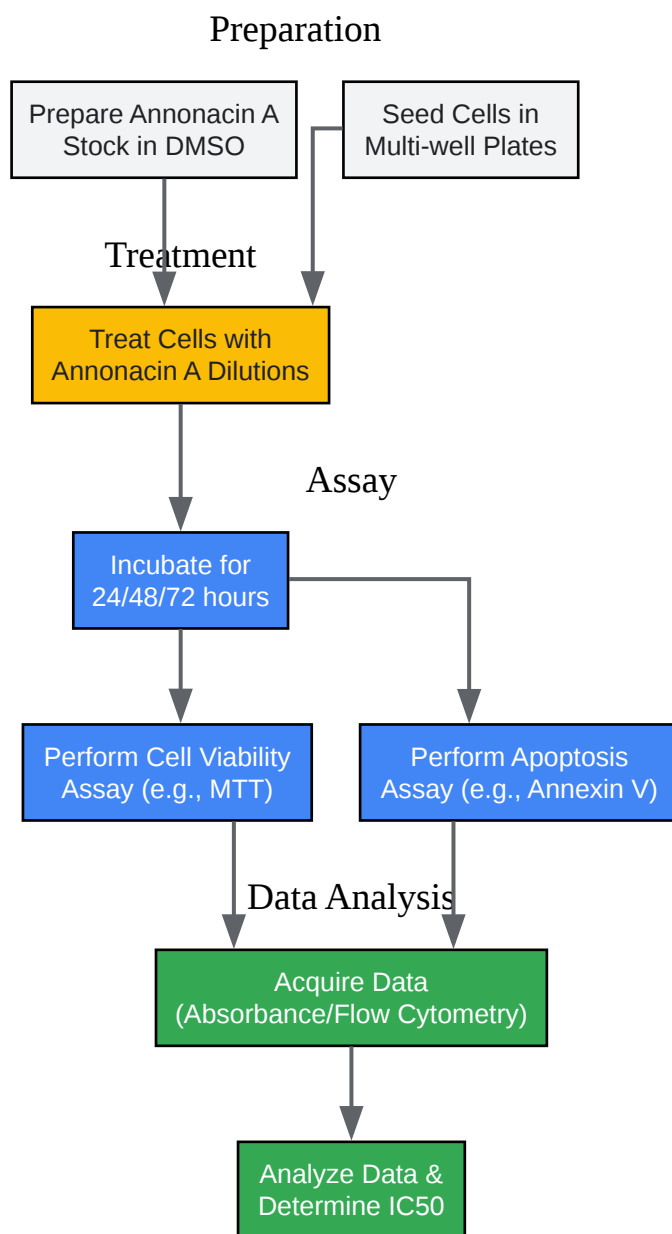 Preparation
Prepare Annonacin A
Stock in DMSO
Seed Cells in
Multi-well Plates
Treatment
Treat Cells with
Annonacin A Dilutions
Assay
Incubate for
24/48/72 hours
Perform Cell Viability
Assay (e.g., MTT)
Perform Apoptosis
Assay (e.g., Annexin V)
Data Analysis
Acquire Data
(Absorbance/Flow Cytometry)
Analyze Data &
Determine IC50